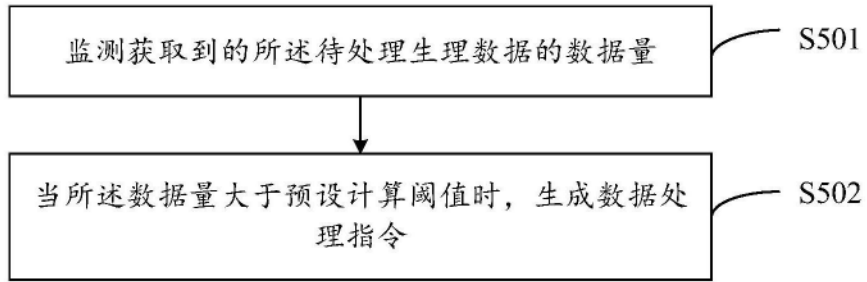 监测获取到的所述待处理生理数据的数据量
S501
当所述数据量大于预设计算阈值时，生成数据处
理指令
S502